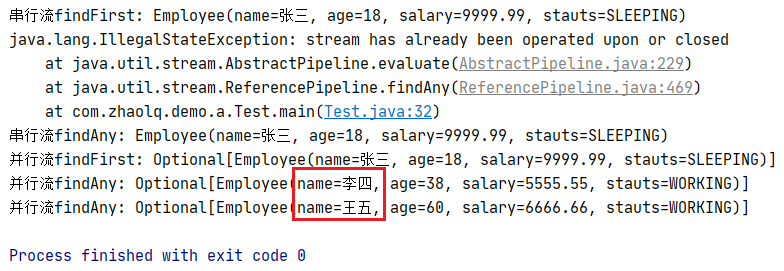 串行流findFirst: Employee(name=张三, age=18, salary=9999.99, stauts=SLEEPING)
java.lang.IllegalStateException: stream has already been operated upon or closed
    at java.util.stream.AbstractPipeline.evaluate(AbstractPipeline.java:229)
    at java.util.stream.ReferencePipeline.findAny(ReferencePipeline.java:469)
    at com.zhaolq.demo.a.Test.main(Test.java:32)
串行流findAny: Employee(name=张三, age=18, salary=9999.99, stauts=SLEEPING)
并行流findFirst: Optional[Employee(name=张三, age=18, salary=9999.99, stauts=SLEEPING)]
并行流findAny: Optional[Employee(name=李四, age=38, salary=5555.55, stauts=WORKING)]
并行流findAny: Optional[Employee(name=王五, age=60, salary=6666.66, stauts=WORKING)]
Process finished with exit code 0